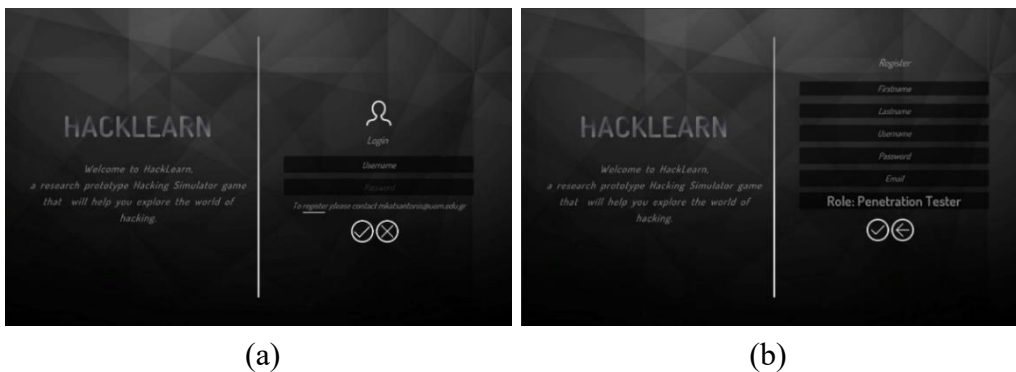 HACKLEARN
Welcome to HackLearn,
a research prototype Hacking Simulator game
that will help you explore the world of
hacking.
Login
Username
Password
To register please contact mikatsantonis@uom.edu.gr
(a)
HACKLEARN
Welcome to HackLearn,
a research prototype Hacking Simulator game
that will help you explore the world of
hacking.
Register
Firstname
Lastname
Username
Password
Email
Role: Penetration Tester
(b)